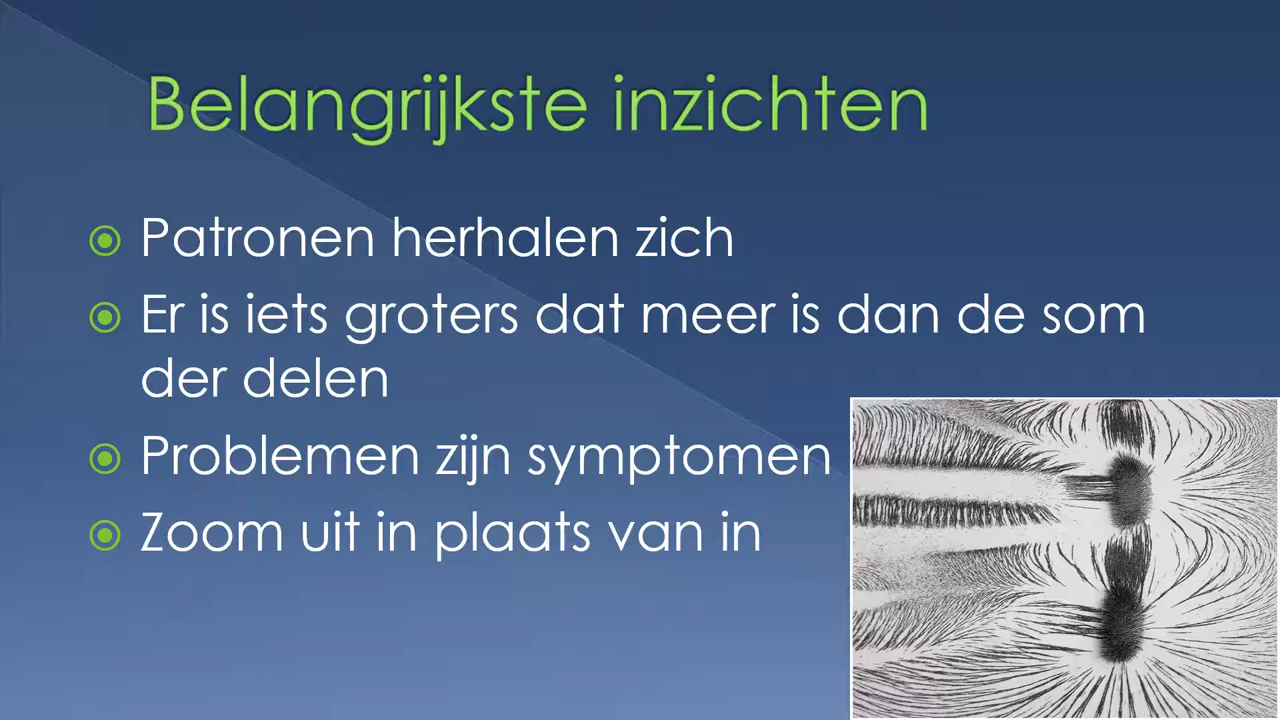 Belangrijkste inzichten
Patronen herhalen zich
Er is iets groters dat meer is dan de som
der delen
Problemen zijn symptomen
Zoom uit in plaats van in